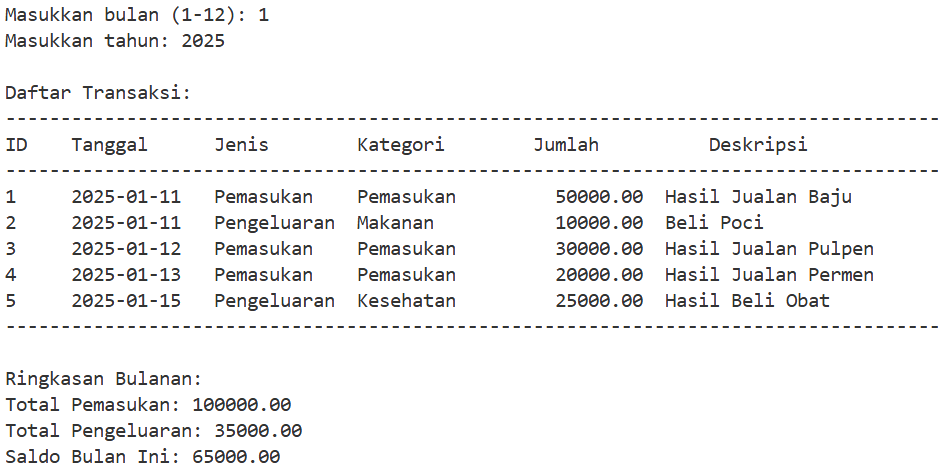 Masukkan bulan (1-12): 1
Masukkan tahun: 2025
Daftar Transaksi:
-------------------------------------------------------------------------------------
ID    Tanggal      Jenis        Kategori        Jumlah          Deskripsi
-------------------------------------------------------------------------------------
1     2025-01-11   Pemasukan    Pemasukan         50000.00  Hasil Jualan Baju
2     2025-01-11   Pengeluaran  Makanan           10000.00  Beli Poci
3     2025-01-12   Pemasukan    Pemasukan         30000.00  Hasil Jualan Pulpen
4     2025-01-13   Pemasukan    Pemasukan         20000.00  Hasil Jualan Permen
5     2025-01-15   Pengeluaran  Kesehatan         25000.00  Hasil Beli Obat
-------------------------------------------------------------------------------------
Ringkasan Bulanan:
Total Pemasukan: 100000.00
Total Pengeluaran: 35000.00
Saldo Bulan Ini: 65000.00